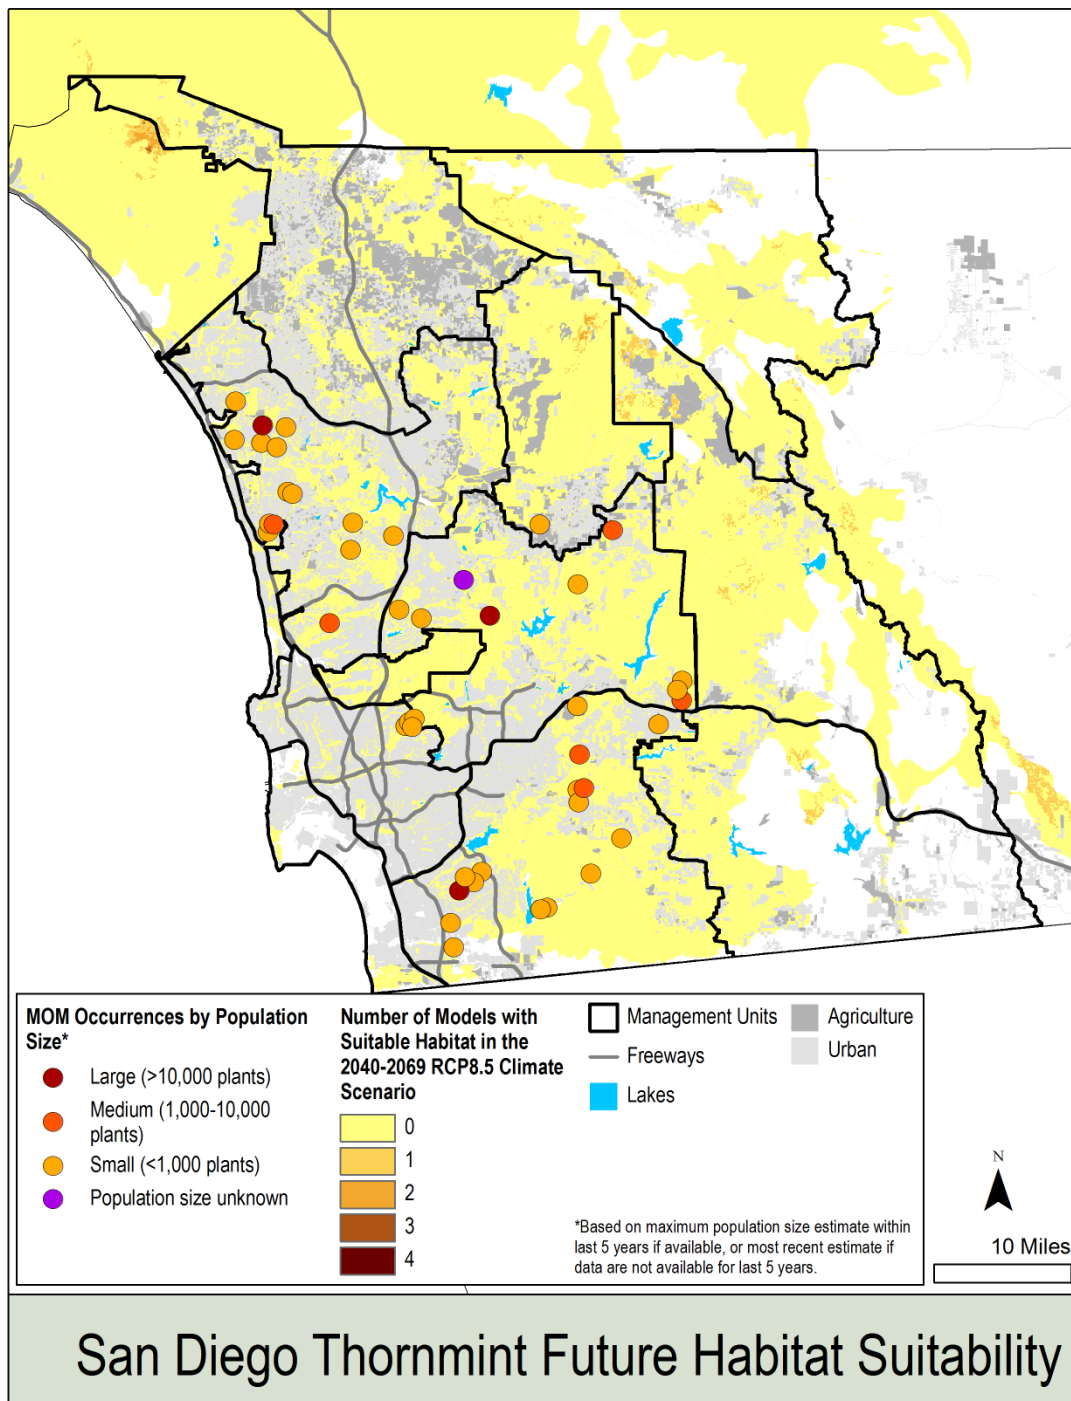 MOM Occurrences by Population
Size*
Large (>10,000 plants)
Medium (1,000-10,000
plants)
Small (<1,000 plants)
Population size unknown
Number of Models with
Suitable Habitat in the
2040-2069 RCP8.5 Climate
Scenario
0
1
2
3
4
Management Units
Freeways
Lakes
Agriculture
Urban
*Based on maximum population size estimate within
last 5 years if available, or most recent estimate if
data are not available for last 5 years.
N
10 Miles
San Diego Thornmint Future Habitat Suitability